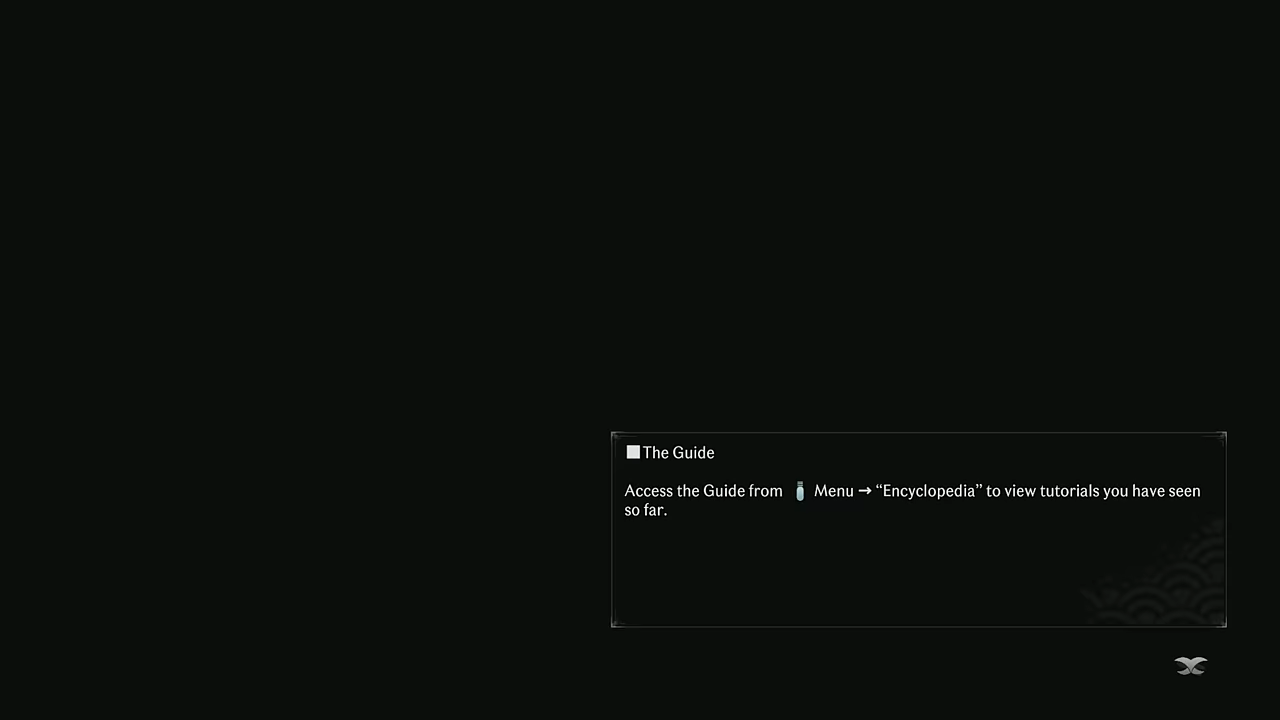 ■The Guide
Access the Guide from Menu → “Encyclopedia” to view tutorials you have seen
so far.